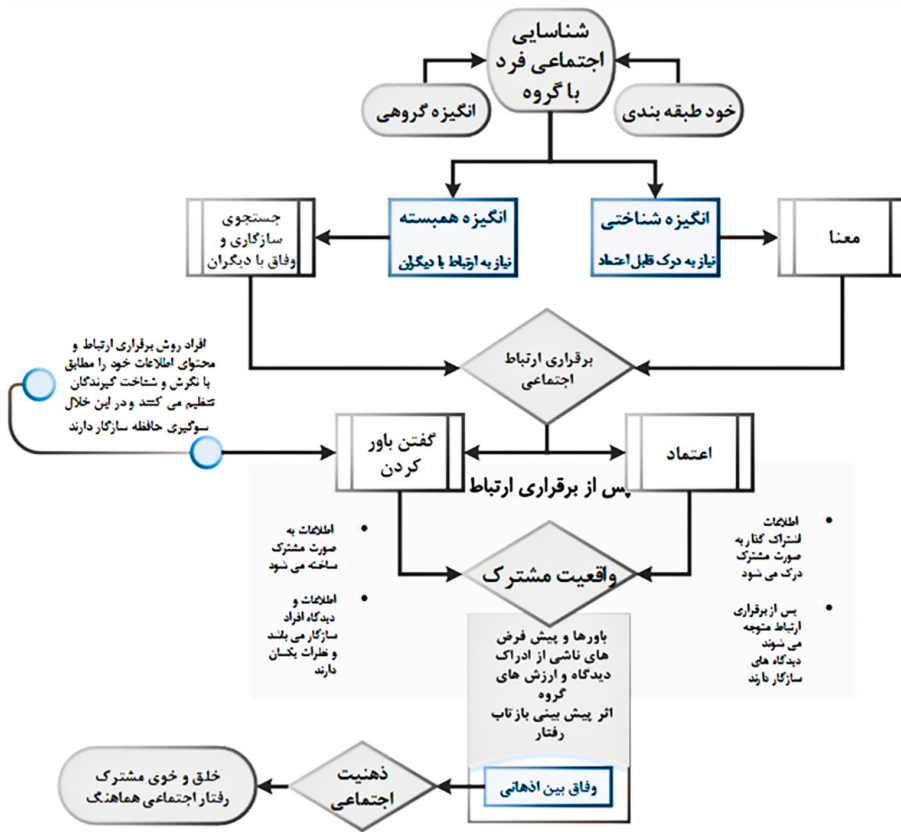 شناسایی
اجتماعی فرد
با گروه
خود طبقه بندی
انگیزه گروهی
معنا
انگیزه شناختی
نیاز به درک قابل اعتماد
انگیزه همبسته
نیاز به ارتباط با دیگران
جستجوی
سازگاری و
وفاق با دیگران
برقراری ارتباط
اجتماعی
افراد روش برقراری ارتباط و
محتوای اطلاعات خود را مطابق
با نگرش و شناخت گیرندگان
تنظیم می کنند و در این خلال
سوگیری حافظه سازگار دارند
اعتماد
گفتن باور
کردن
پس از برقراری ارتباط
اطلاعات
اشتراک گذار به
صورت مشترک
درک می شود
پس از برقراری
ارتباط متوجه
می شوند
دیدگاه های
سازگار دارند
واقعیت مشترک
• اطلاعات به
صورت مشترک
ساخته می شود
• اطلاعات و
دیدگاه افراد
سازگار می باشد
و نظرات یکسان
دارند
باورها و پیش فرض
های ناشی از ادراک
دیدگاه و ارزش های
گروه
اثر پیش بینی بازتاب
رفتار
وفاق بین اذهانی
ذهنیت
اجتماعی
خلق و خوی مشترک
رفتار اجتماعی هماهنگ